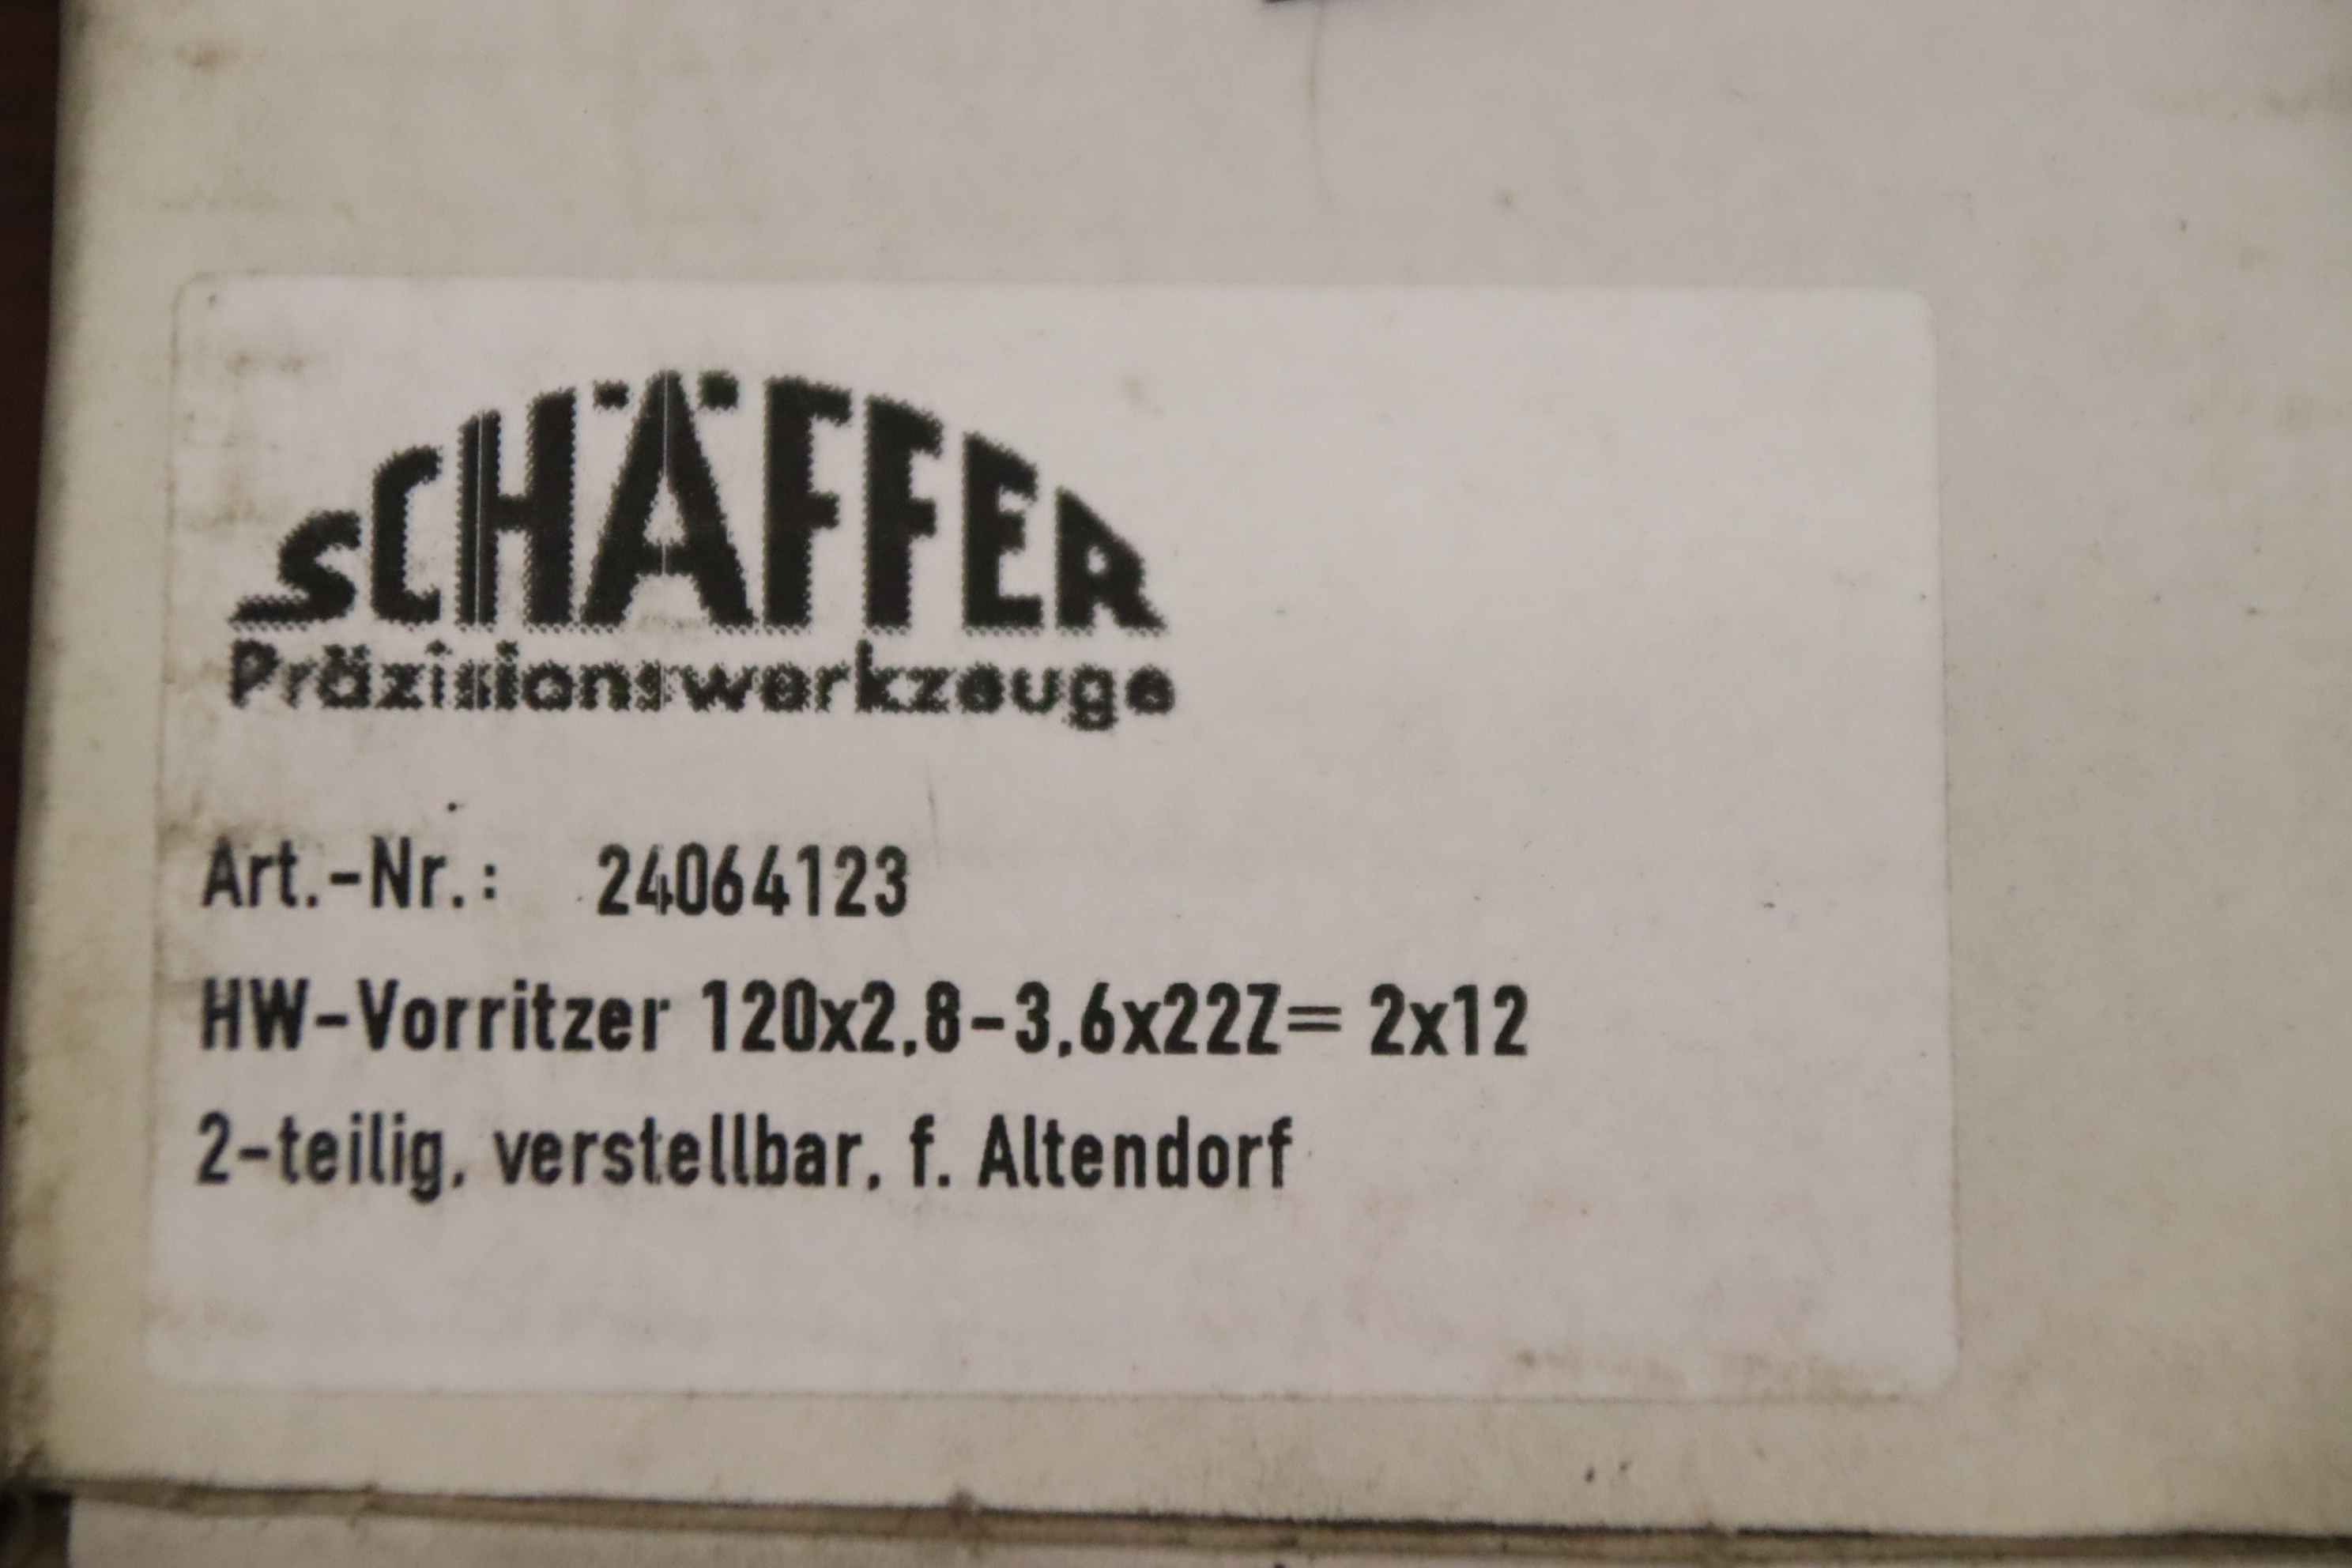 SCHÄFFER
Präzisionswerkzeuge
Art.-Nr.: 24064123
HW-Vorritzer 120x2,8-3,6x22Z= 2x12
2-teilig, verstellbar, f. Altendorf